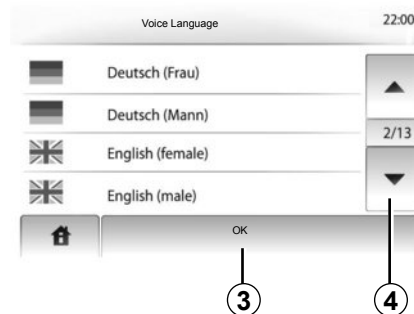 Voice Language
22:00
Deutsch (Frau)
Deutsch (Mann)
2/13
English (female)
English (male)
OK
3
4